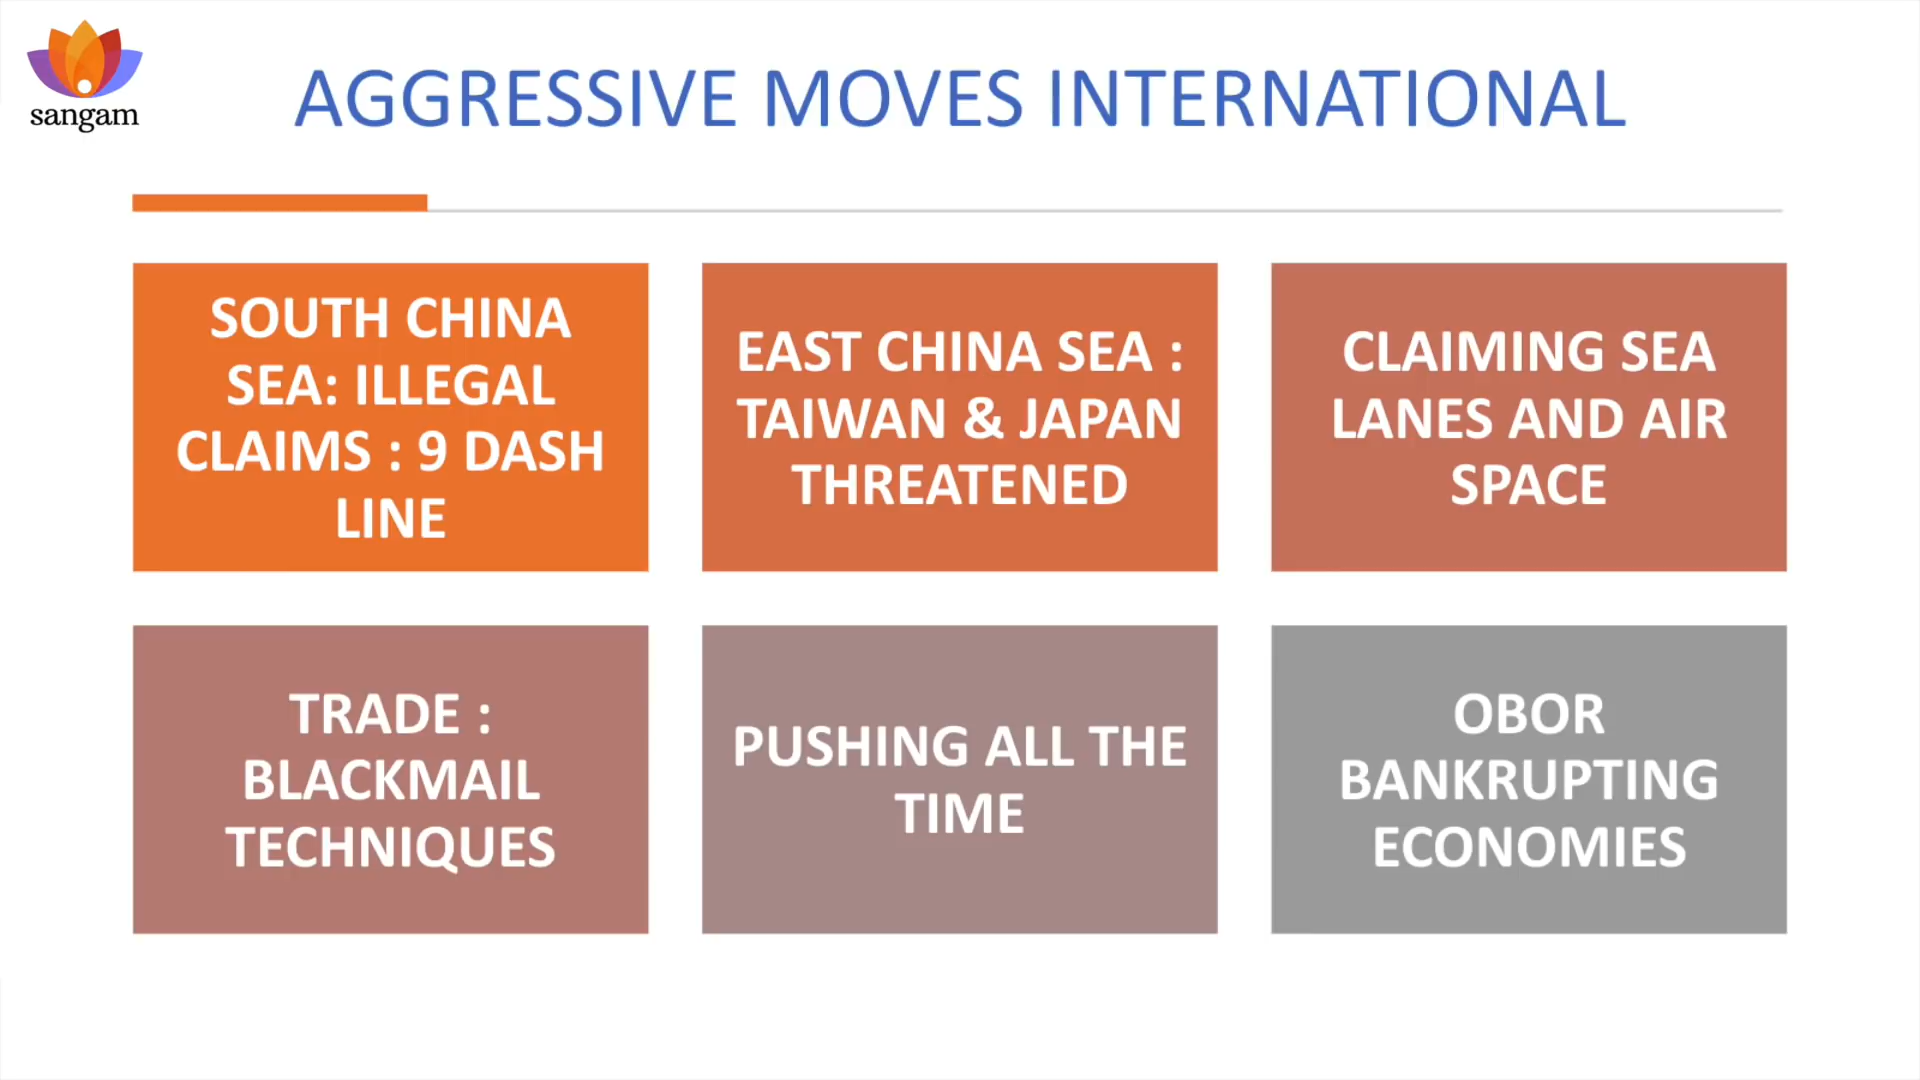 sangam
AGGRESSIVE MOVES INTERNATIONAL
SOUTH CHINA
SEA: ILLEGAL
CLAIMS : 9 DASH
LINE
EAST CHINA SEA :
TAIWAN & JAPAN
THREATENED
CLAIMING SEA
LANES AND AIR
SPACE
TRADE :
BLACKMAIL
TECHNIQUES
PUSHING ALL THE
TIME
OBOR
BANKRUPTING
ECONOMIES